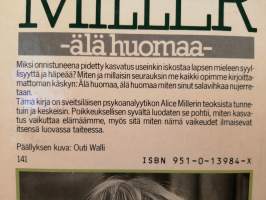 MILLER
-älä huomaa-
Miksi onnistuneena pidetty kasvatus useinkin iskostaa lapsen mieleen syyl-
lisyyttä ja häpeää? Miten ja millaisin seurauksin me kaikki opimme kirjoitta-
mattoman käskyn: Älä huomaa, älä huomaa miten sinut salavihkaa nujerre-
taan.
Tämä kirja on sveitsiläisen psykoanalyytikon Alice Millerin teoksista tunne-
tuin ja keskeisin. Poikkeuksellisen syvältä luodaten se pohtii, miten kasvatus
vaikuttaa elämäämme, myös sitä miten nämä vaikeudet ilmaisevat
itsensä luovassa taiteessa.
Päällyksen kuva: Outi Walli
141
ISBN 951-0-13984-X